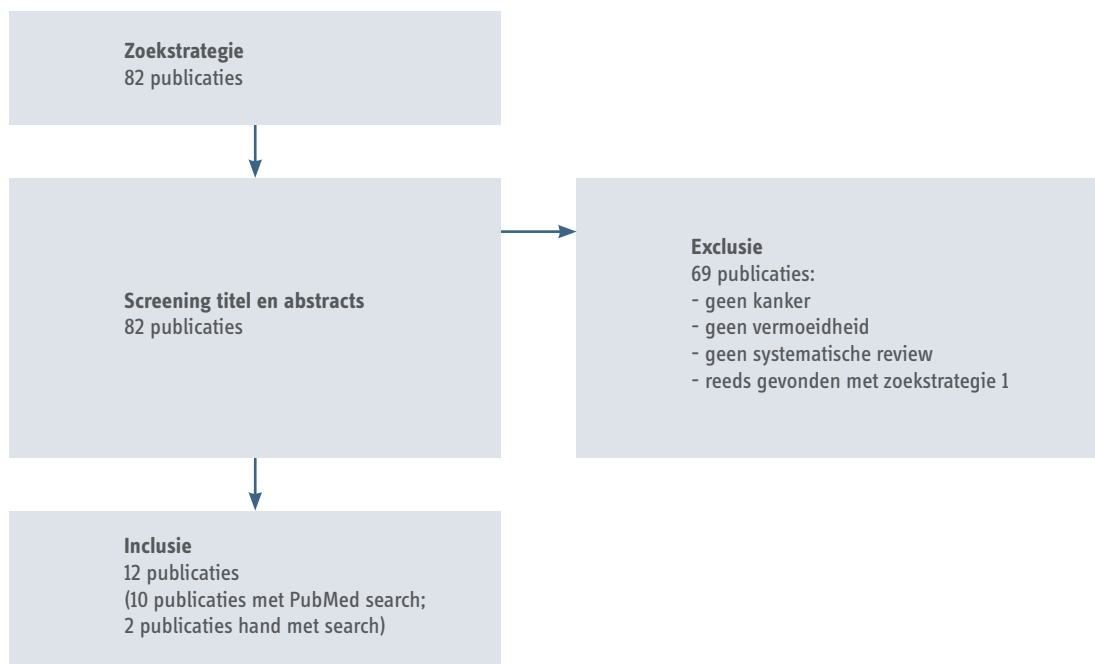 Zoekstrategie
82 publicaties
Screening titel en abstracts
82 publicaties
Exclusie
69 publicaties:
- geen kanker
- geen vermoeidheid
- geen systematische review
- reeds gevonden met zoekstrategie 1
Inclusie
12 publicaties
(10 publicaties met PubMed search;
2 publicaties hand met search)